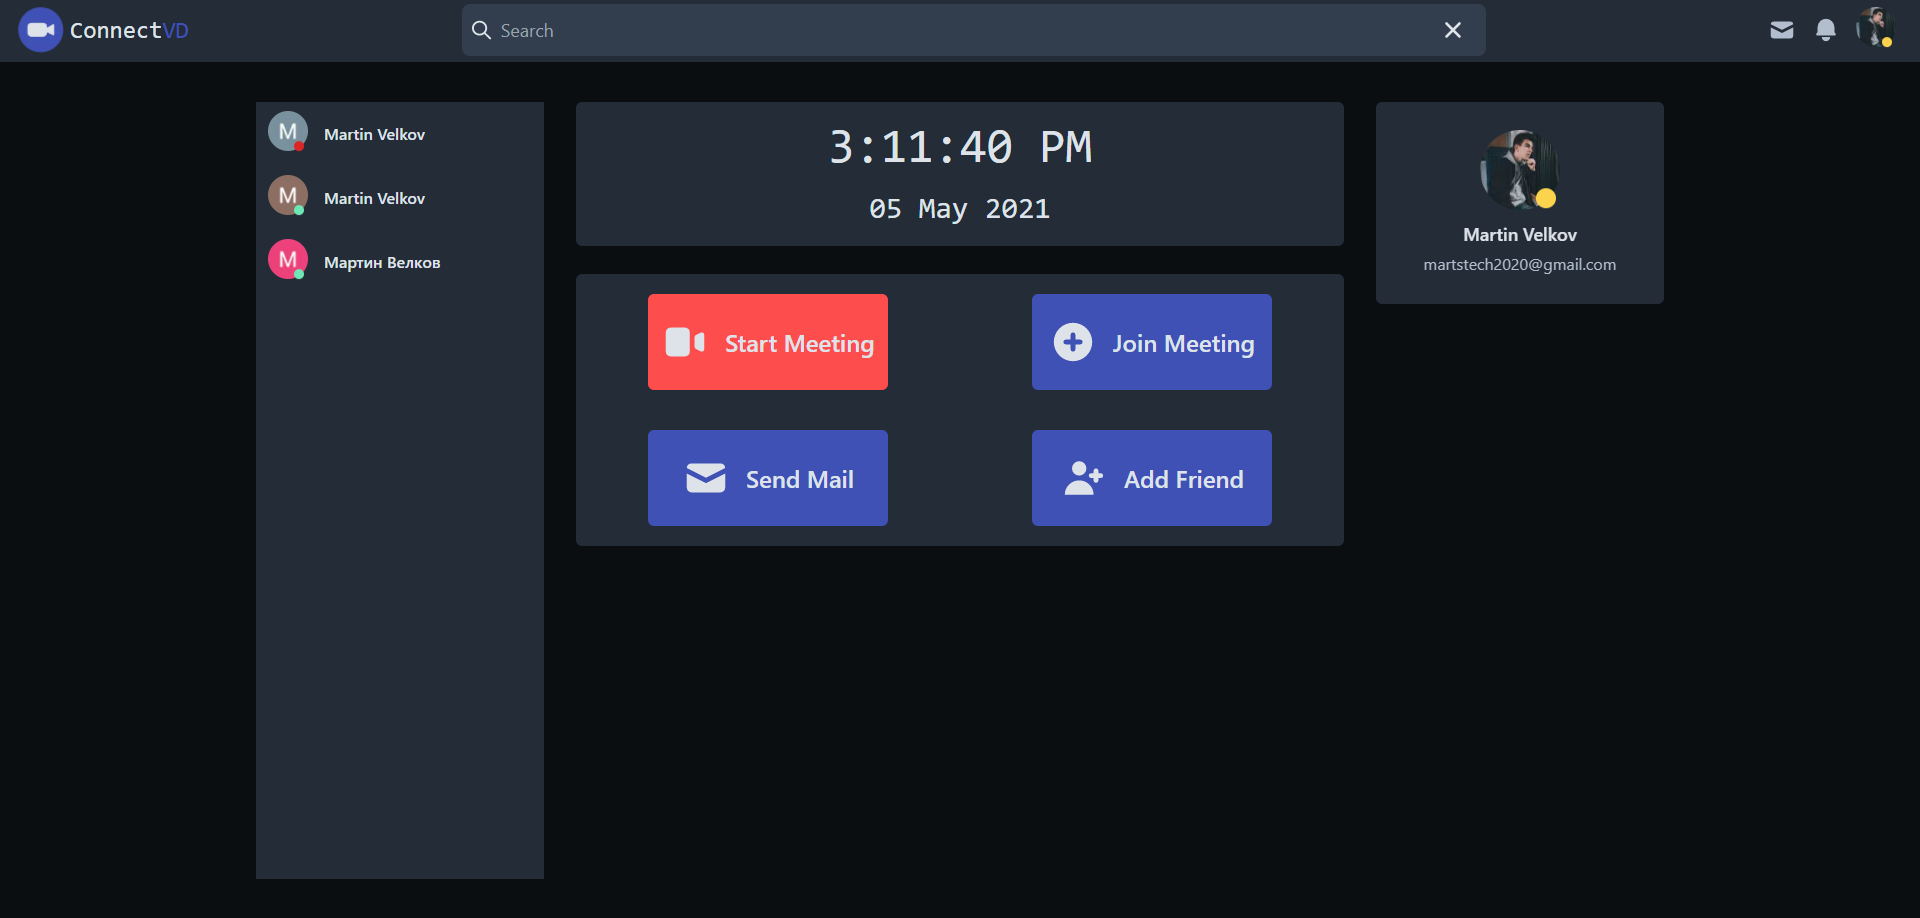 ConnectVD
Search
M Martin Velkov
M Martin Velkov
M Мартин Велков
3:11:40 PM
05 May 2021
Start Meeting
Join Meeting
Send Mail
Add Friend
Martin Velkov
martstech2020@gmail.com